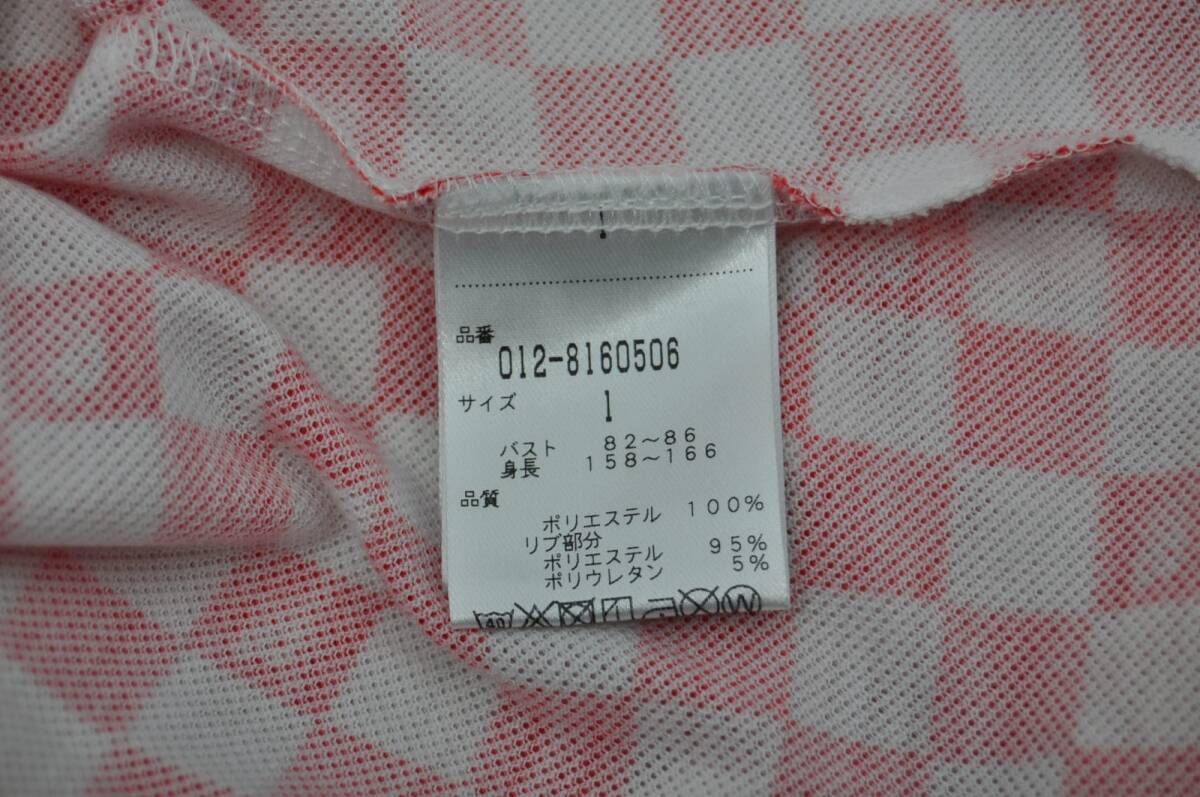 品番
012-8160506
サイズ 1
バスト 82～86
身長 158～166
品質
ポリエステル 100%
リブ部分
ポリエステル 95%
ポリウレタン 5%
40 W